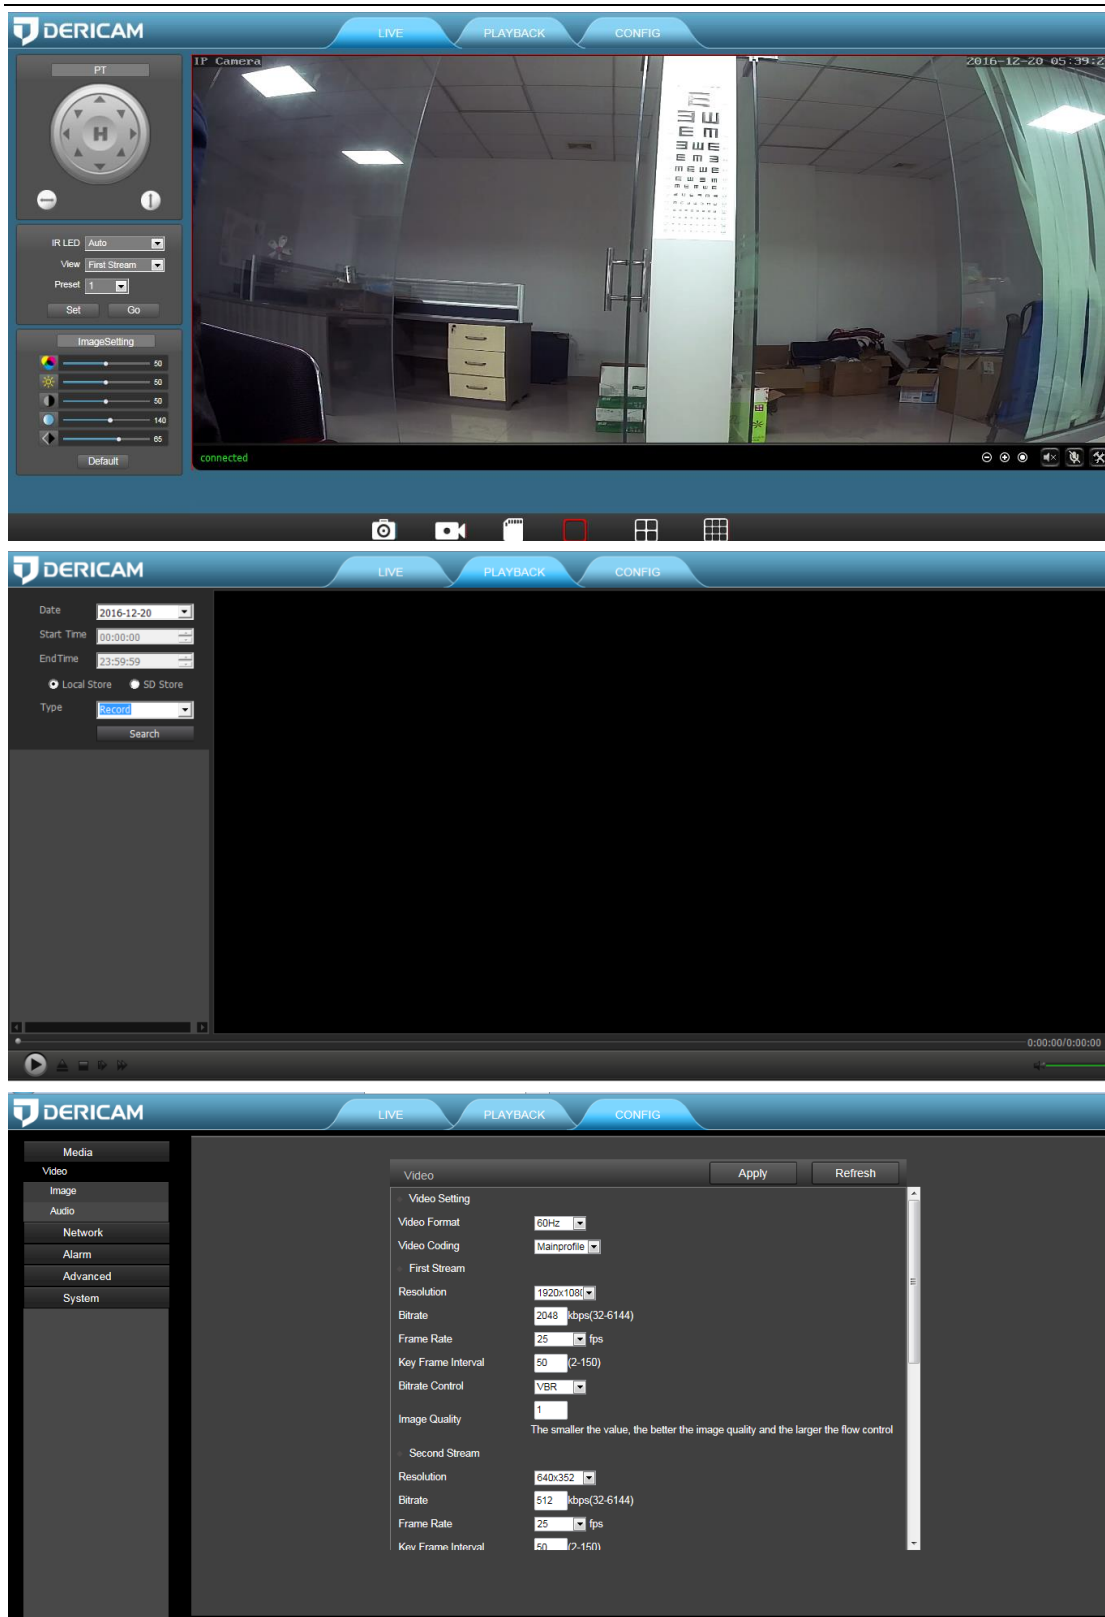 DERICAM
LIVE
PLAYBACK
CONFIG
PT
IP Camera
2016-12-20 05:39:2
H
IR LED Auto
View First Stream
Preset 1
Set Go
ImageSetting
50
50
50
140
65
Default
connected
DERICAM
LIVE
PLAYBACK
CONFIG
Date 2016-12-20
Start Time 00:00:00
EndTime 23:59:59
Local Store SD Store
Type Record
Search
0:00:00/0:00:00
DERICAM
LIVE
PLAYBACK
CONFIG
Media
Video
Image
Audio
Network
Alarm
Advanced
System
Video Apply Refresh
Video Setting
Video Format 60Hz
Video Coding Mainprofile
First Stream
Resolution 1920x108(
Bitrate 2048 kbps(32-6144)
Frame Rate 25 fps
Key Frame Interval 50 (2-150)
Bitrate Control VBR
Image Quality 1
The smaller the value, the better the image quality and the larger the flow control
Second Stream
Resolution 640x352
Bitrate 512 kbps(32-6144)
Frame Rate 25 fps
Key Frame Interval 50 (2-150)